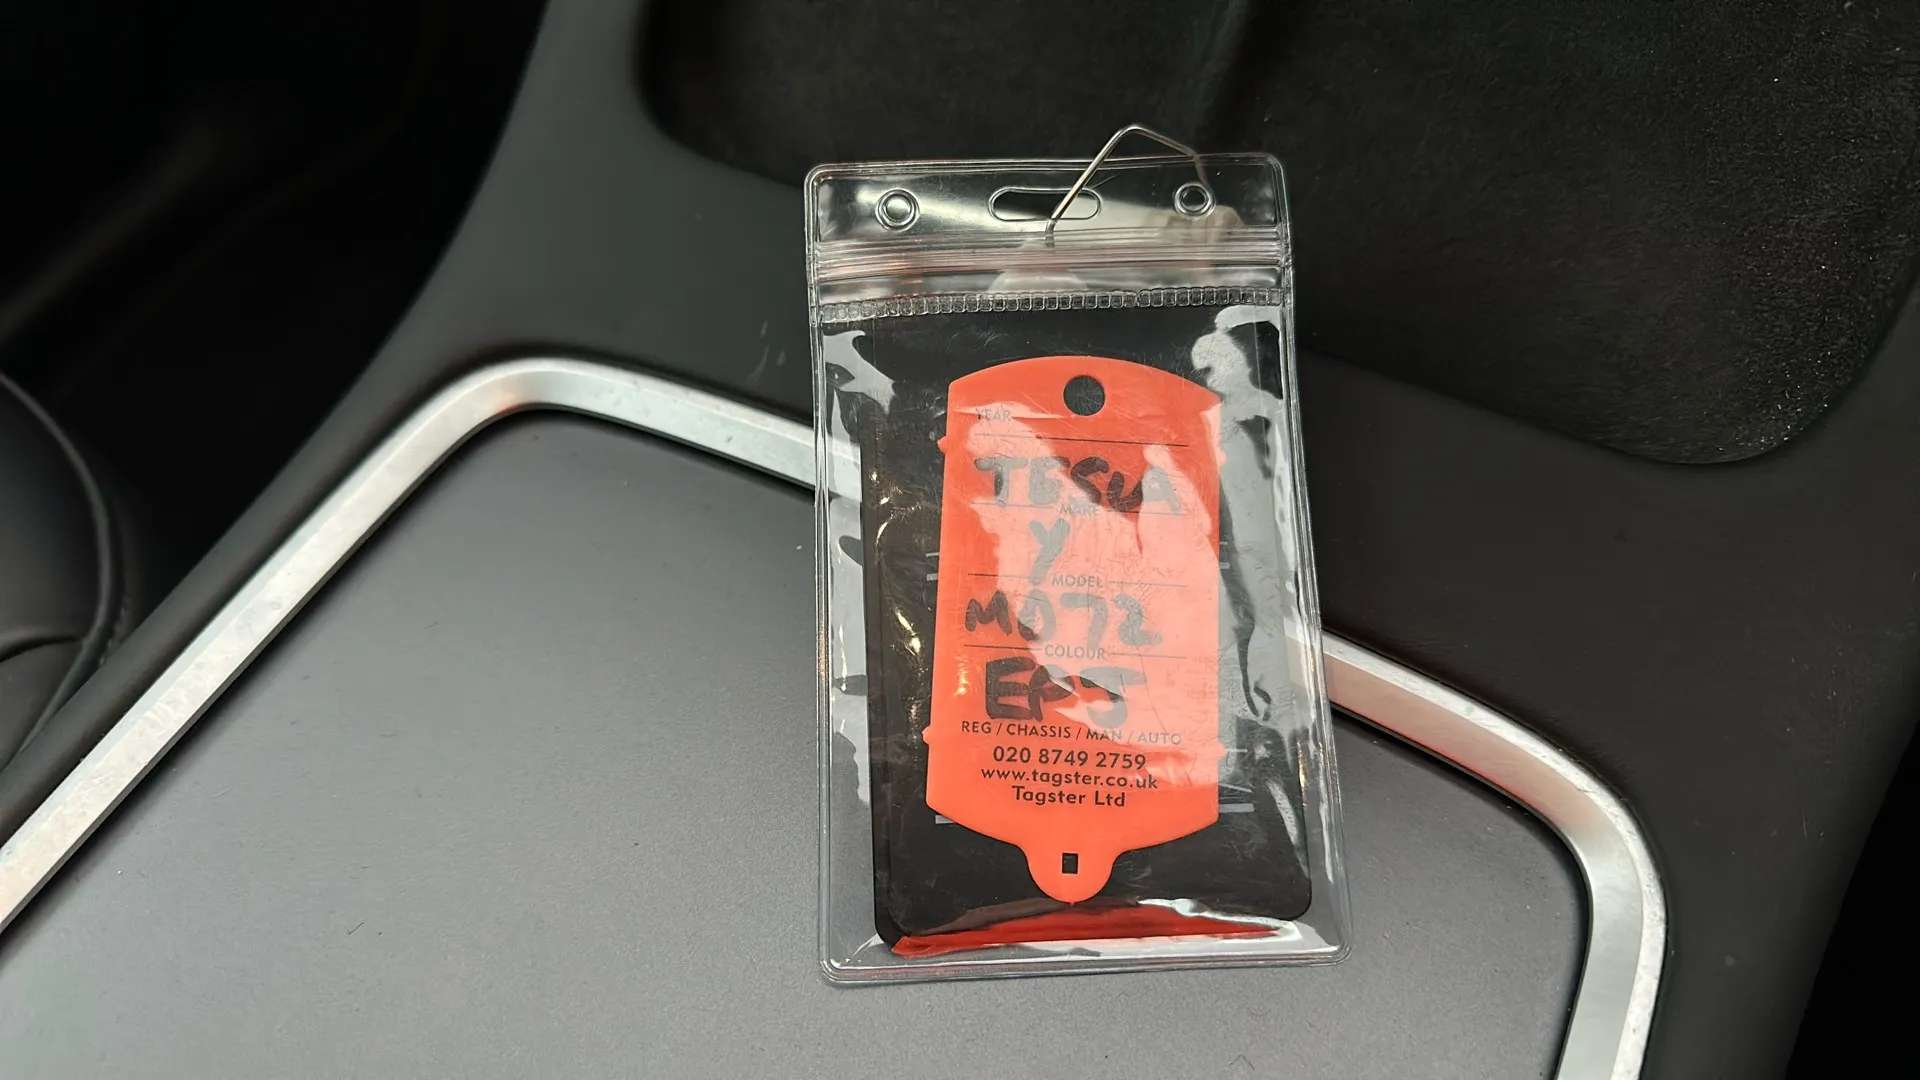 YEAR
TESLA
MAKE
Y
MODEL
MD72
COLOUR
EPJ
REG / CHASSIS / MAN / AUTO
020 8749 2759
www.tagster.co.uk
Tagster Ltd